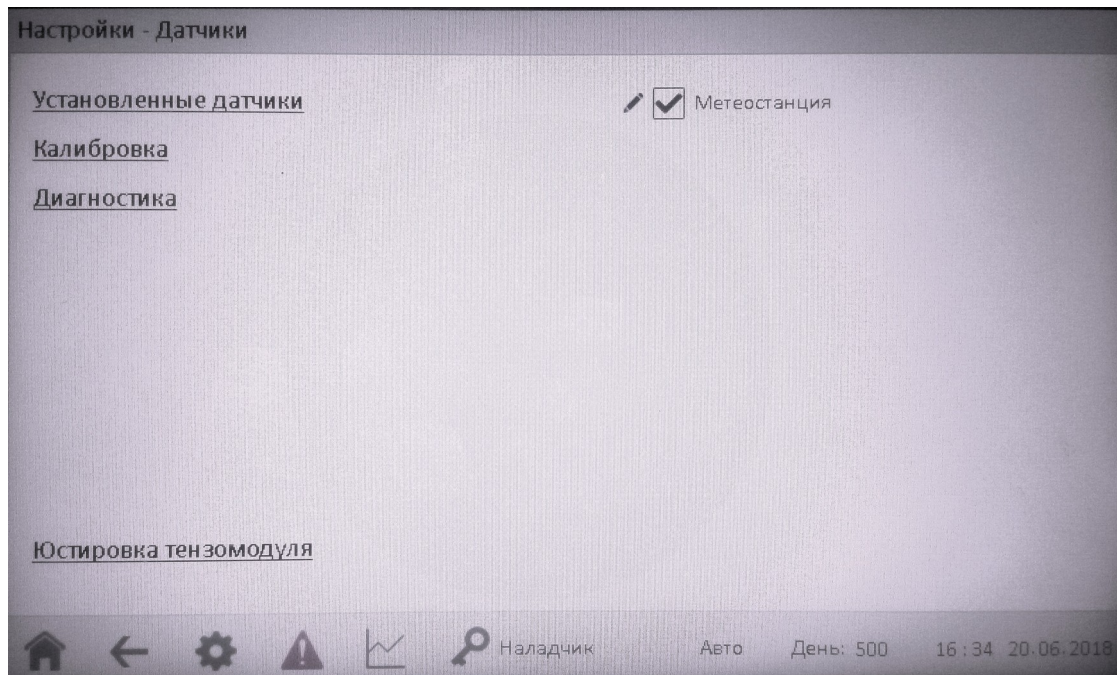 Настройки - Датчики
Установленные датчики
Метеостанция
Калибровка
Диагностика
Юстировка тензомодуля
Наладчик Авто День: 500 16:34 20.06.2018